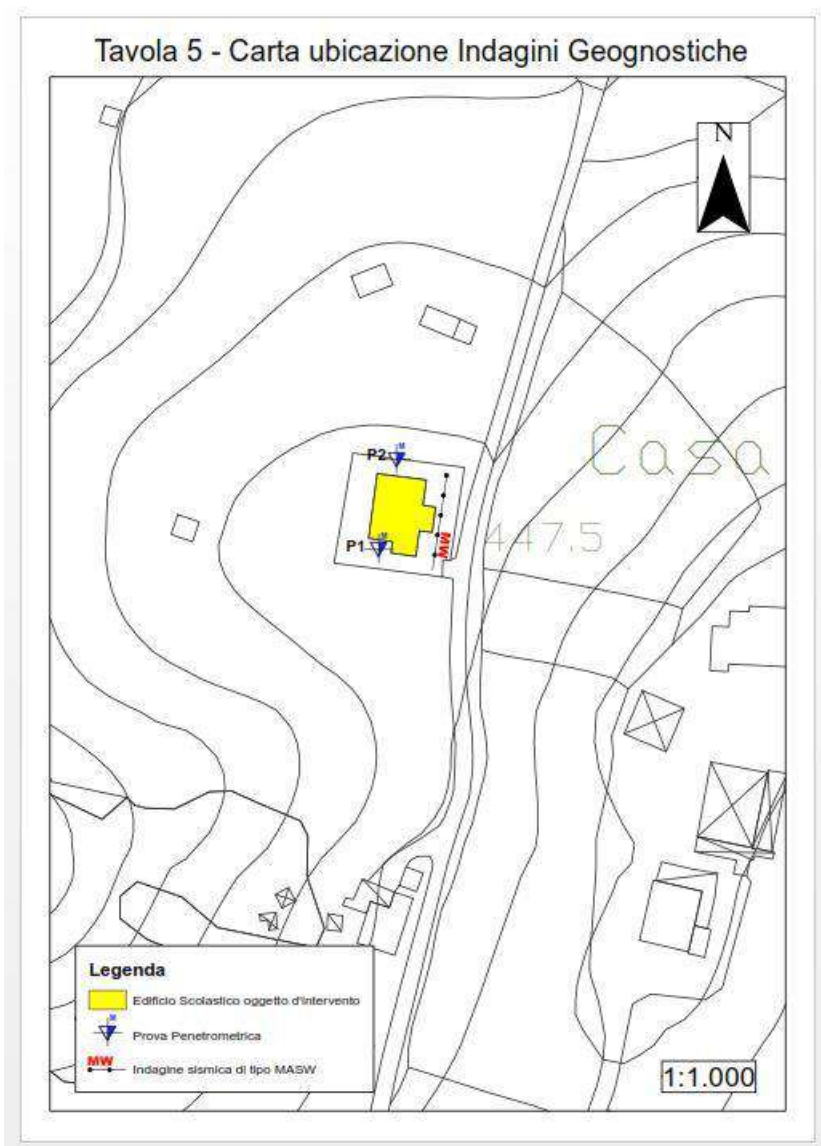 Tavola 5 - Carta ubicazione Indagini Geognostiche
N
Casa
M
P2
447.5
MW
M
P1
Legenda
Edificio Scolastico oggetto d'Intervento
M
Prova Penetrometrica
MW
Indagine sismica di tipo MASW
1:1.000